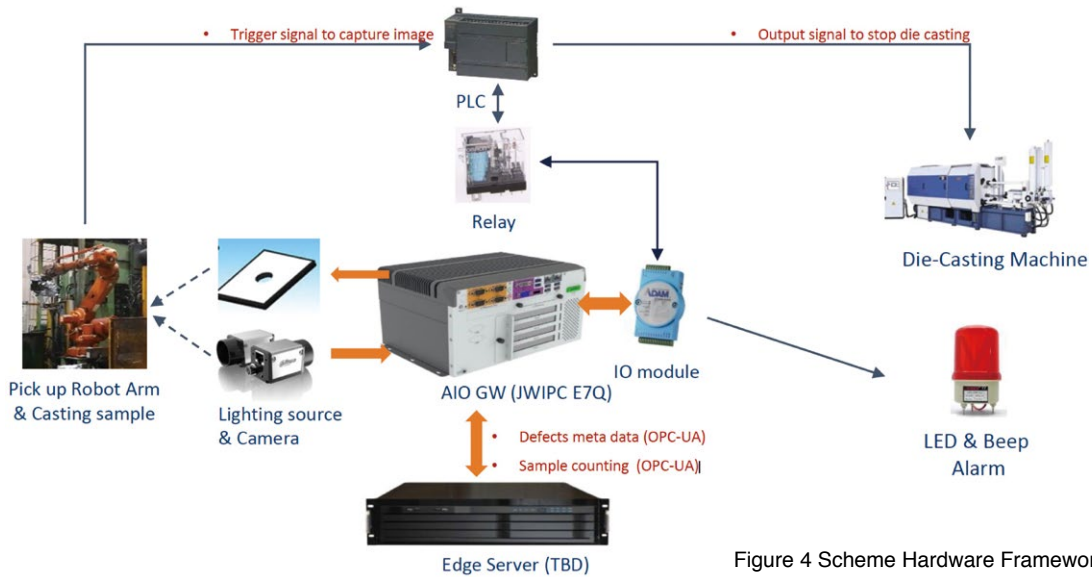 • Trigger signal to capture image
• Output signal to stop die casting
PLC
Relay
Die-Casting Machine
ADAM
IO module
Pick up Robot Arm
& Casting sample
Lighting source
& Camera
AIO GW (JWIPC E7Q)
• Defects meta data (OPC-UA)
• Sample counting (OPC-UA)
LED & Beep
Alarm
Edge Server (TBD)
Figure 4 Scheme Hardware Framewor